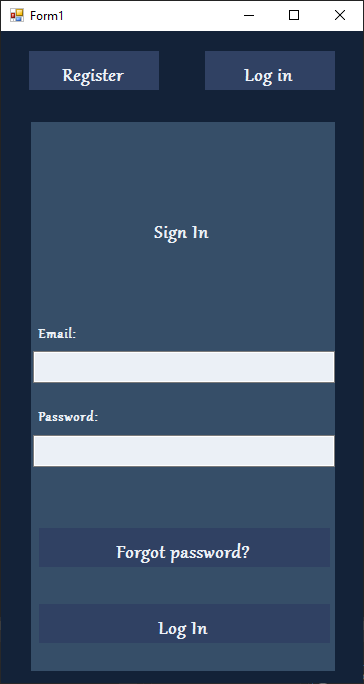 Form1
Register
Log in
Sign In
Email:
Password:
Forgot password?
Log In